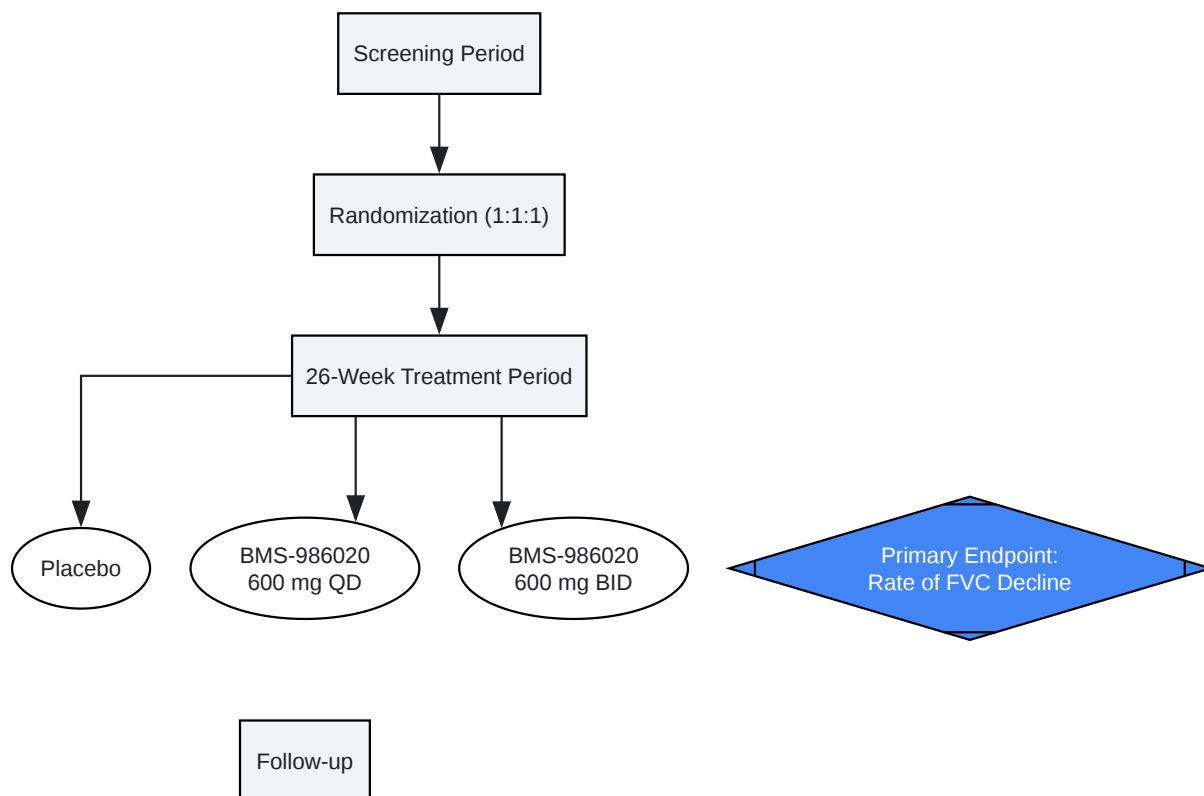 Screening Period
Randomization (1:1:1)
26-Week Treatment Period
Placebo
BMS-986020
600 mg QD
BMS-986020
600 mg BID
Primary Endpoint:
Rate of FVC Decline
Follow-up